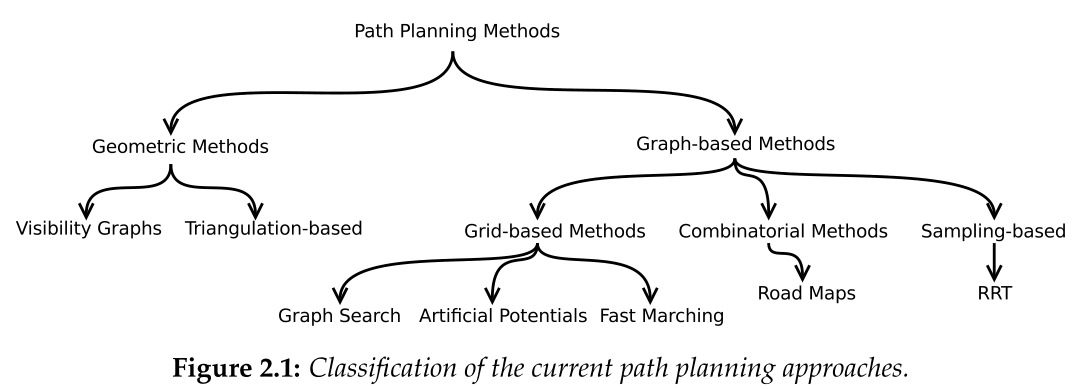 Path Planning Methods
Geometric Methods
Graph-based Methods
Visibility Graphs
Triangulation-based
Grid-based Methods
Combinatorial Methods
Sampling-based
Graph Search
Artificial Potentials
Fast Marching
Road Maps
RRT
Figure 2.1: Classification of the current path planning approaches.